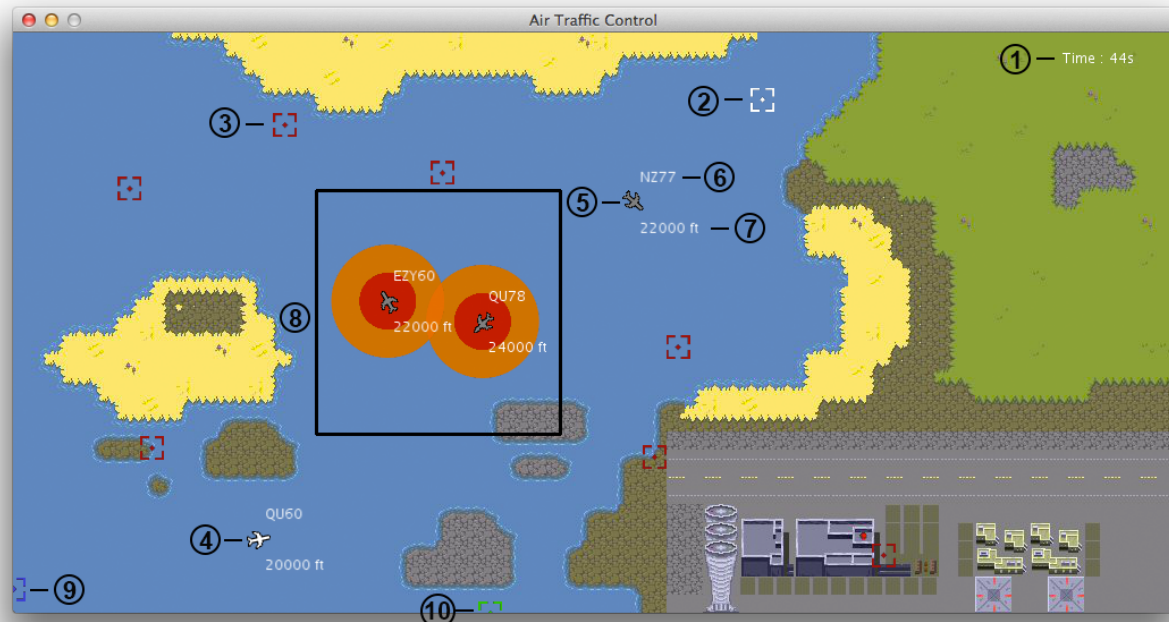 Air Traffic Control
1
Time : 44s
2
3
NZ77
6
5
22000 ft
7
EZY60
QU78
8
22000 ft
24000 ft
QU60
4
20000 ft
9
10